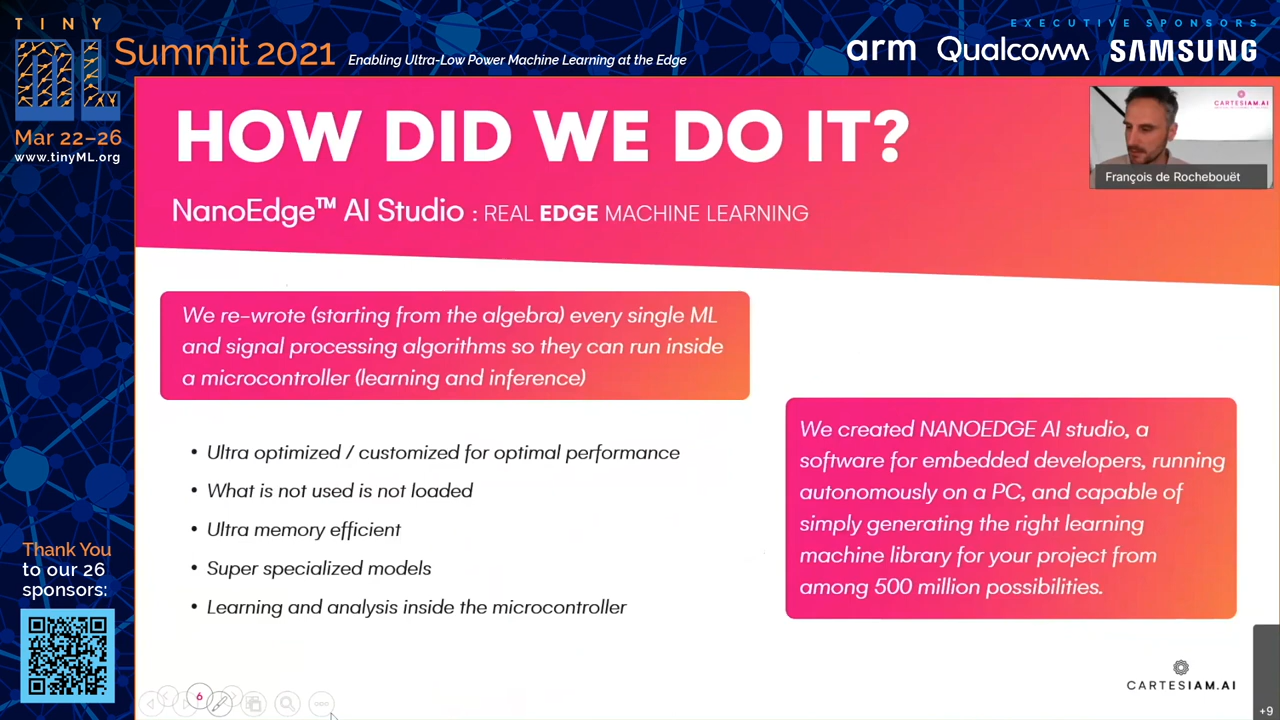 TINY
ML
Summit 2021
Enabling Ultra-Low Power Machine Learning at the Edge
EXECUTIVE SPONSORS
arm Qualcomm SAMSUNG
Mar 22–26
www.tinyML.org
HOW DID WE DO IT?
NanoEdge™ AI Studio : REAL EDGE MACHINE LEARNING
CARTESIAM.AI
François de Rochebouët
We re-wrote (starting from the algebra) every single ML
and signal processing algorithms so they can run inside
a microcontroller (learning and inference)
• Ultra optimized / customized for optimal performance
• What is not used is not loaded
• Ultra memory efficient
• Super specialized models
• Learning and analysis inside the microcontroller
We created NANOEDGE AI studio, a
software for embedded developers, running
autonomously on a PC, and capable of
simply generating the right learning
machine library for your project from
among 500 million possibilities.
Thank You
to our 26
sponsors:
6
CARTESIAM.AI
+9